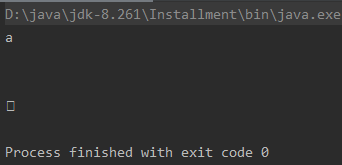 D:\java\jdk-8.261\Installment\bin\java.exe
a
□
Process finished with exit code 0